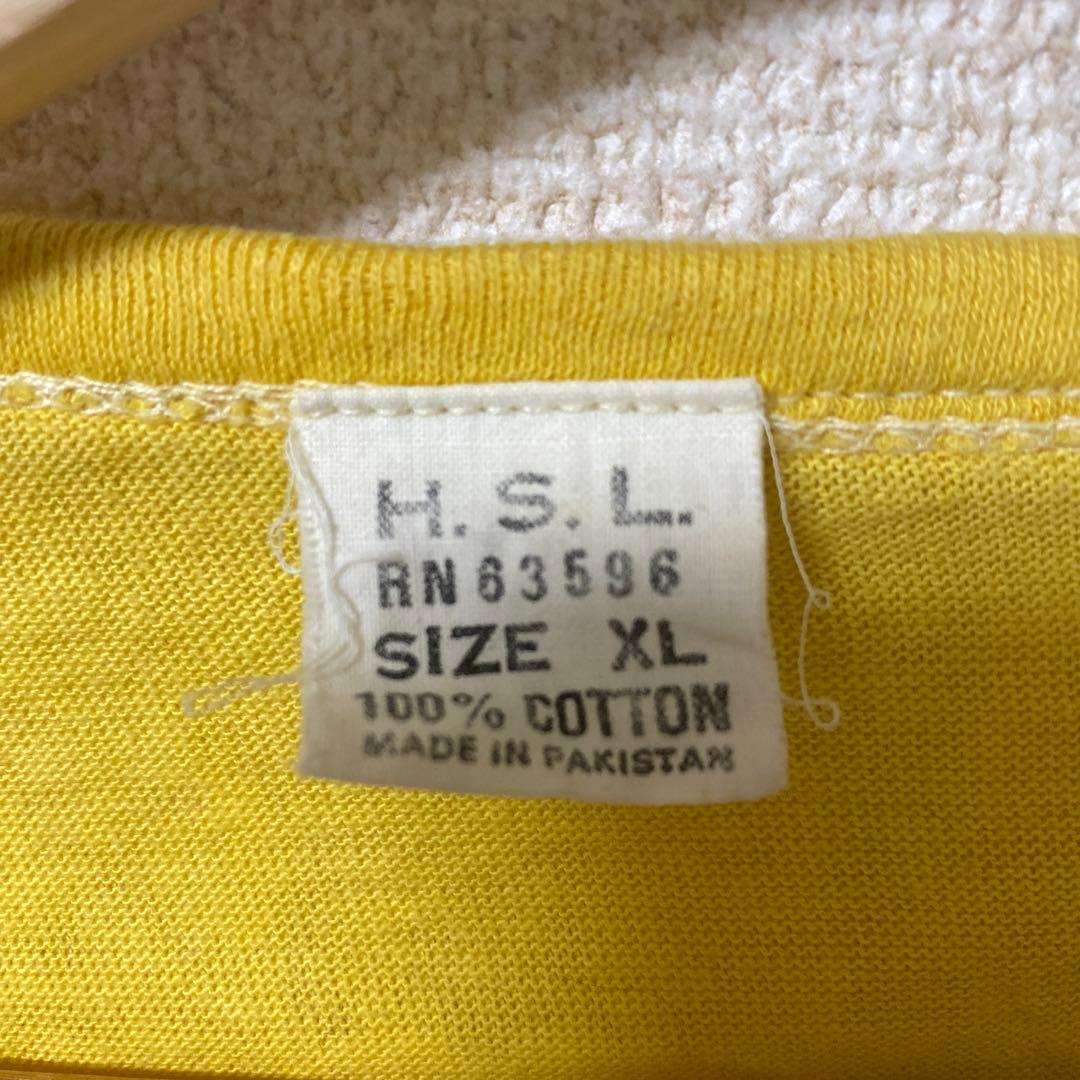 H. S. L.
RN 63596
SIZE XL
100% COTTON
MADE IN PAKISTAN